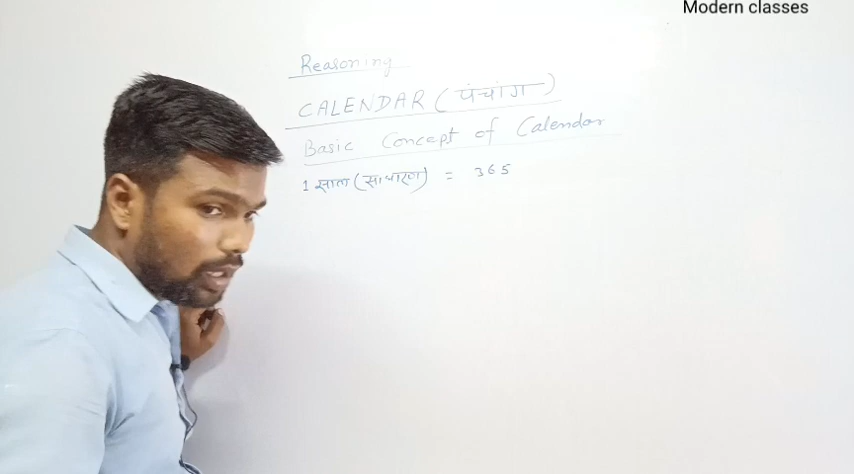 Modern classes
Reasoning
CALENDAR (पंचांग)
Basic Concept of Calendar
1 साल (साधारण) = 365